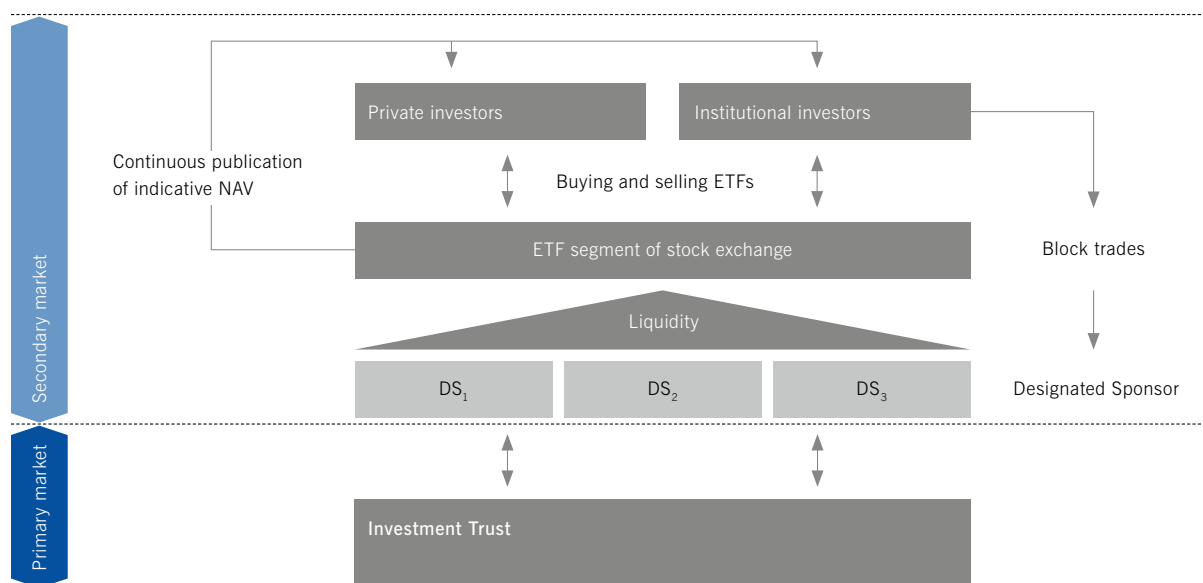 Secondary market
Private investors
Institutional investors
Continuous publication
of indicative NAV
Buying and selling ETFs
ETF segment of stock exchange
Block trades
Liquidity
DS₁
DS₂
DS₃
Designated Sponsor
Primary market
Investment Trust